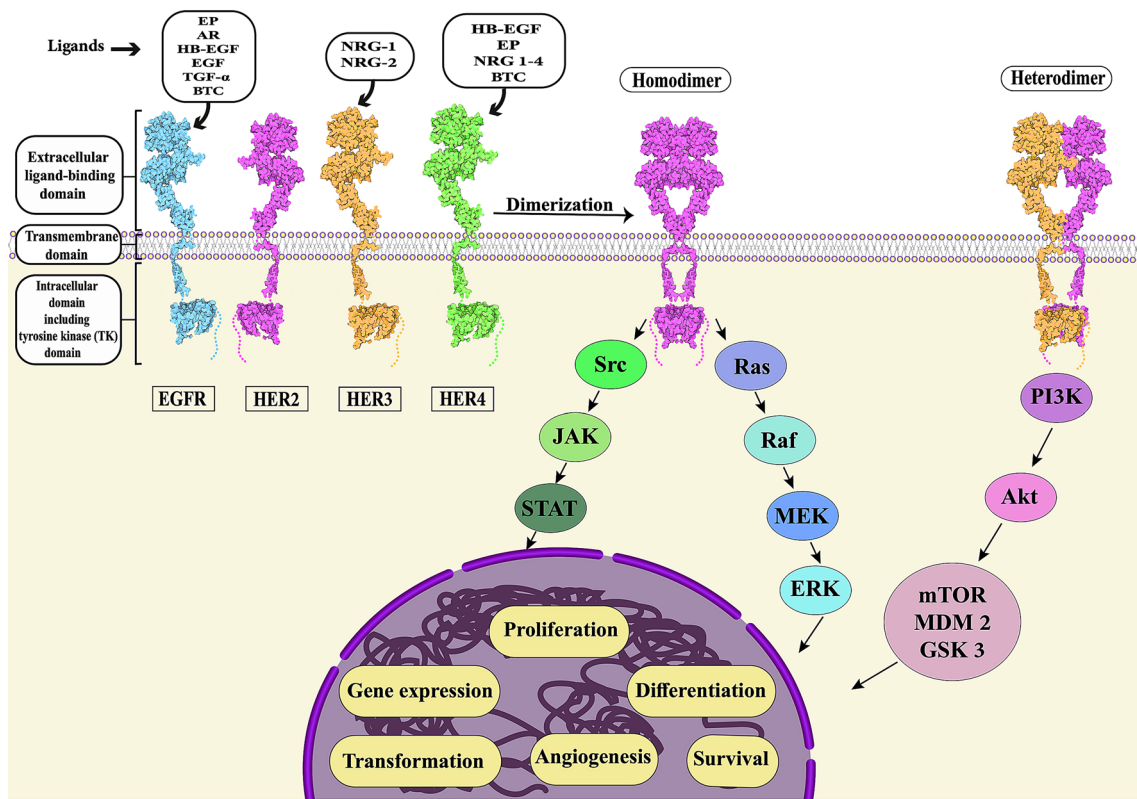 Ligands
EP
AR
HB-EGF
EGF
TGF-α
BTC
NRG-1
NRG-2
HB-EGF
EP
NRG 1-4
BTC
Homodimer
Heterodimer
Extracellular
ligand-binding
domain
Dimerization
Transmembrane
domain
Intracellular
domain
including
tyrosine kinase (TK)
domain
EGFR
HER2
HER3
HER4
Src
JAK
STAT
Ras
Raf
MEK
ERK
PI3K
Akt
mTOR
MDM 2
GSK 3
Proliferation
Gene expression
Differentiation
Transformation
Angiogenesis
Survival